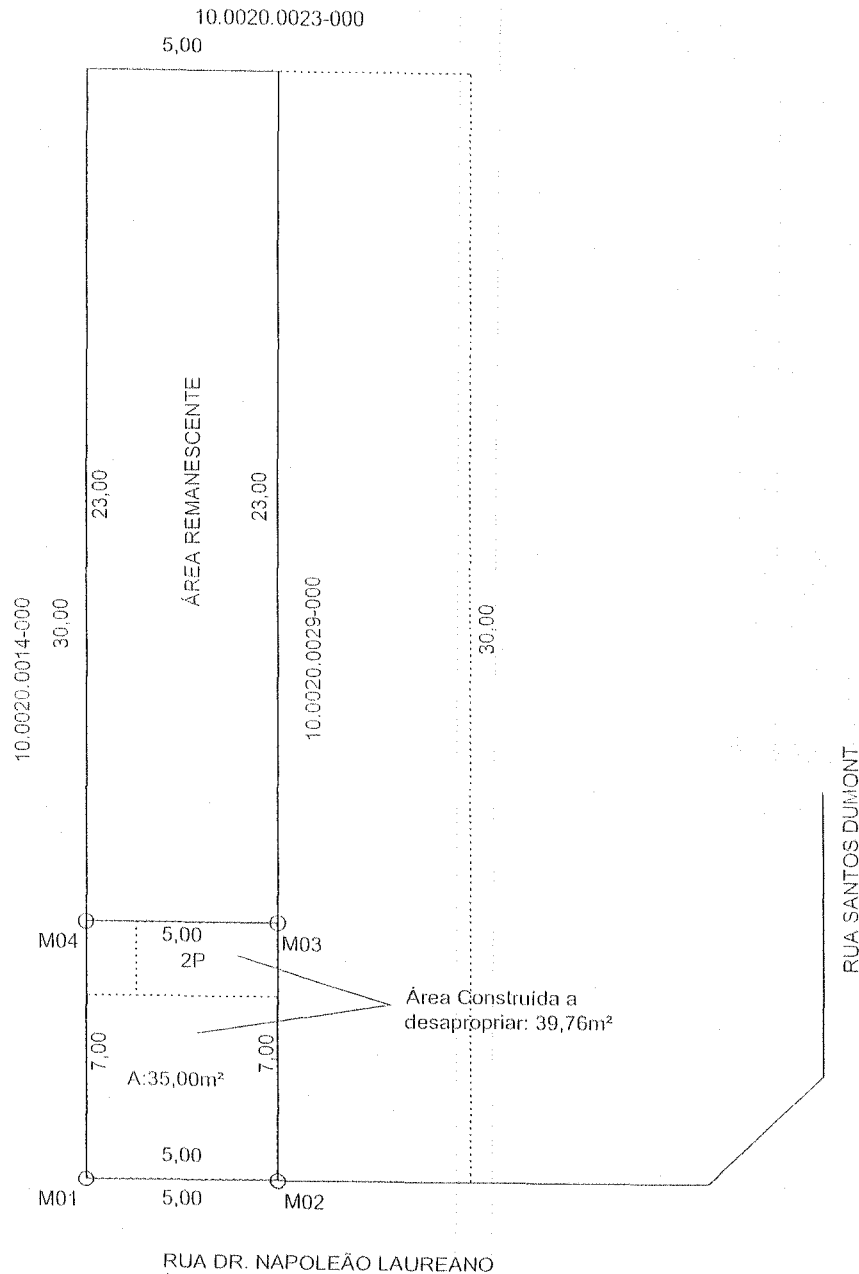 10.0020.0023-000
5,00
ÁREA REMANESCENTE
23,00
23,00
10.0020.0014-000
30,00
10.0020.0029-000
30,00
RUA SANTOS DUMONT
M04
5,00
M03
2P
Área Construída a
desapropriar: 39,76m²
7,00
7,00
A:35,00m²
5,00
M01
5,00
M02
RUA DR. NAPOLEÃO LAUREANO